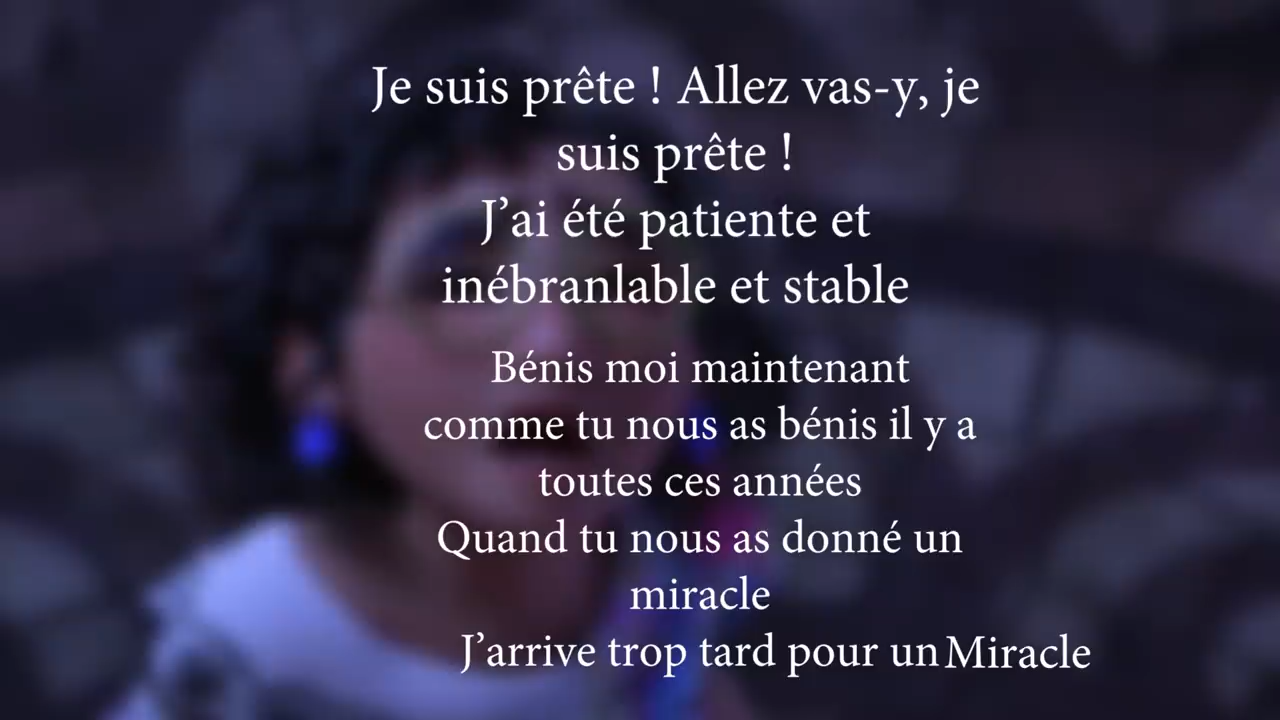 Je suis prête ! Allez vas-y, je
suis prête !
J’ai été patiente et
inébranlable et stable
Bénis moi maintenant
comme tu nous as bénis il y a
toutes ces années
Quand tu nous as donné un
miracle
J’arrive trop tard pour un Miracle